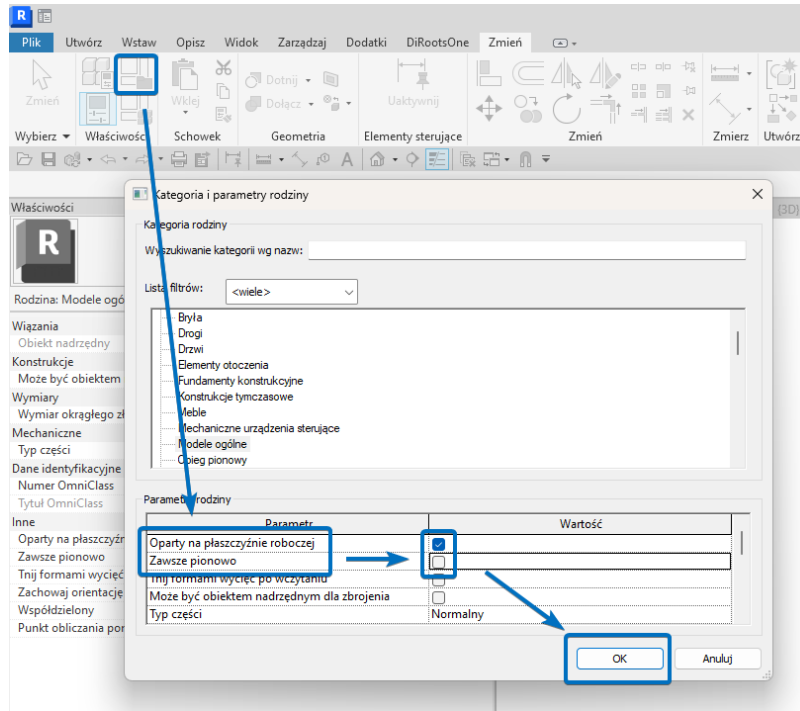 R
Plik Utwórz Wstaw Opisz Widok Zarządzaj Dodatki DiRootsOne Zmień
Zmień Wklej Dotnij Uaktywnij
Dołącz
Wybierz Właściwości Schowek Geometria Elementy sterujące Zmień Zmierz Utwórz
A
Kategoria i parametry rodziny
Właściwości
(3D)
Kategoria rodziny
R
Wyszukiwanie kategorii wg nazw:
Lista filtrów: <wiele>
Rodzina: Modele ogó
Bryła
Drogi
Drzwi
Elementy otoczenia
Fundamenty konstrukcyjne
Konstrukcje tymczasowe
Meble
Mechaniczne urządzenia sterujące
Modele ogólne
Obieg pionowy
Wiązania
Obiekt nadrzędny
Konstrukcje
Może być obiektem
Wymiary
Wymiar okrągłego zł
Mechaniczne
Typ części
Dane identyfikacyjne
Numer OmniClass
Tytuł OmniClass
Inne
Oparty na płaszczyźn
Zawsze pionowo
Tnij formami wycięć
Zachowaj orientację
Współdzielony
Punkt obliczania por
Parametry rodziny
Parametr Wartość
Oparty na płaszczyźnie roboczej
Zawsze pionowo
Tnij formami wycięć po wczytaniu
Może być obiektem nadrzędnym dla zbrojenia
Typ części Normalny
OK Anuluj